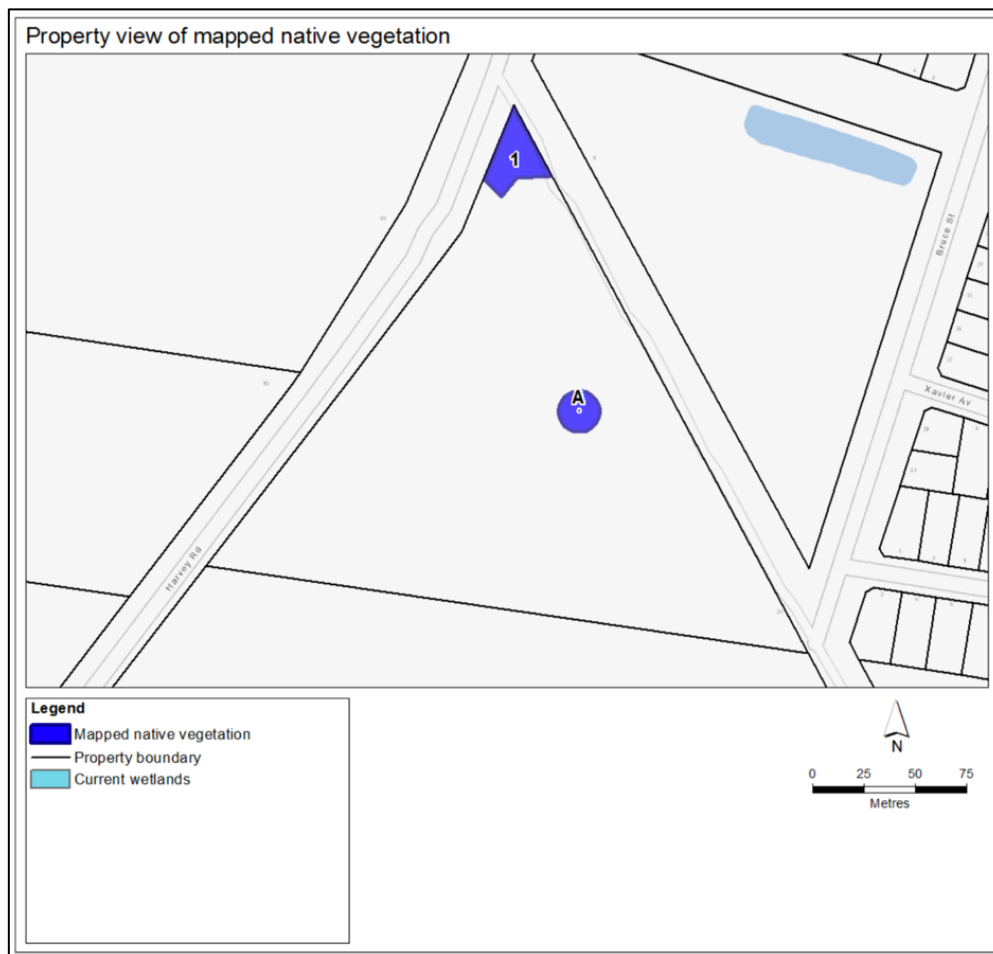 Property view of mapped native vegetation
1
Bruce St
A
Xavier Av
Harvey Rd
Legend
Mapped native vegetation
Property boundary
Current wetlands
N
0 25 50 75
Metres